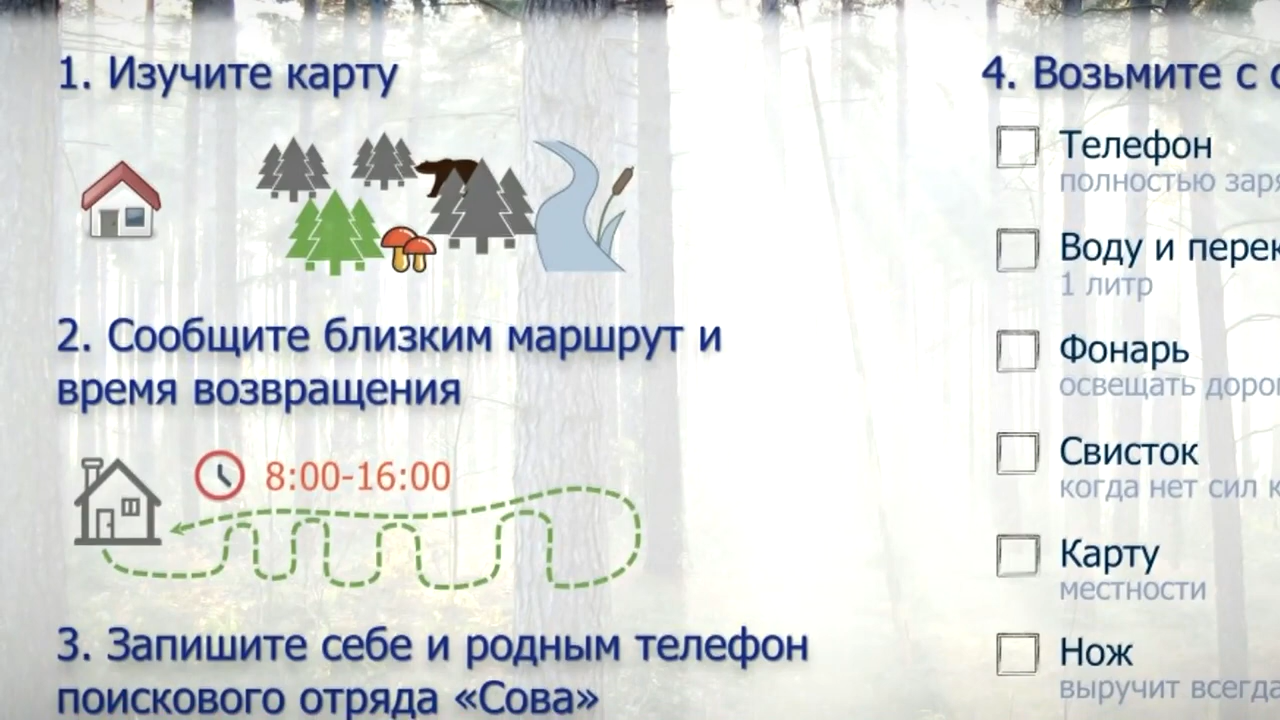 1. Изучите карту
2. Сообщите близким маршрут и
время возвращения
8:00-16:00
3. Запишите себе и родным телефон
поискового отряда «Сова»
4. Возьмите с
Телефон
полностью
Воду и
1 литр
Фонарь
освещать
Свисток
когда нет сил
Карту
местности
Нож
выручит всегда